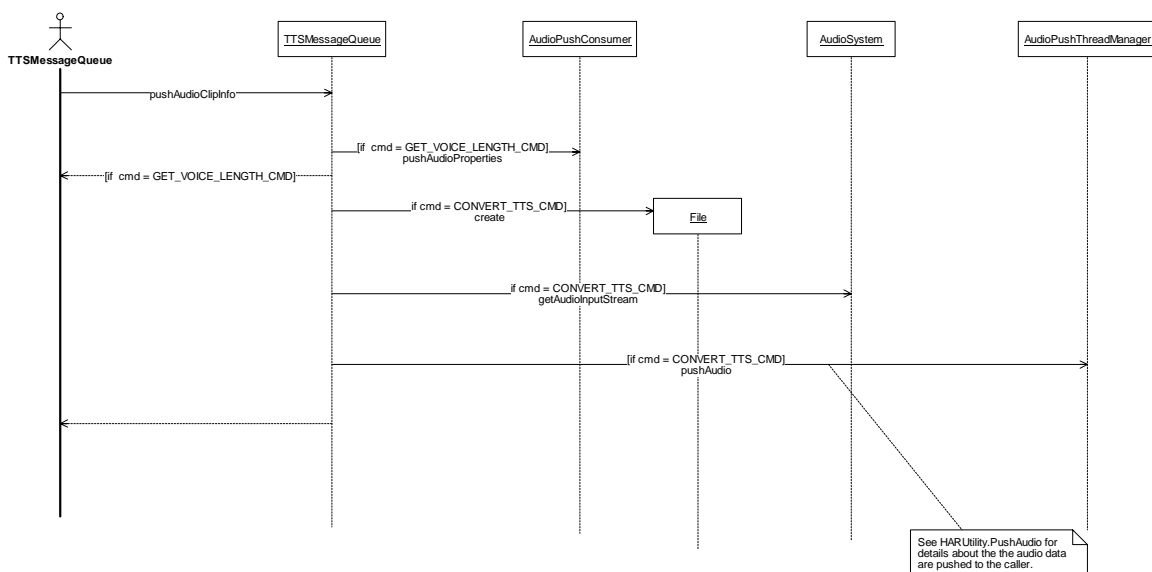 TTSMessageQueue
TTSMessageQueue
AudioPushConsumer
AudioSystem
AudioPushThreadManager
pushAudioClipInfo
[if cmd = GET_VOICE_LENGTH_CMD]
pushAudioProperties
[if cmd = GET_VOICE_LENGTH_CMD]
if cmd = CONVERT_TTS_CMD]
create
File
if cmd = CONVERT_TTS_CMD]
getAudioInputStream
[if cmd = CONVERT_TTS_CMD]
pushAudio
See HARUtility.PushAudio for
details about the the audio data
are pushed to the caller.